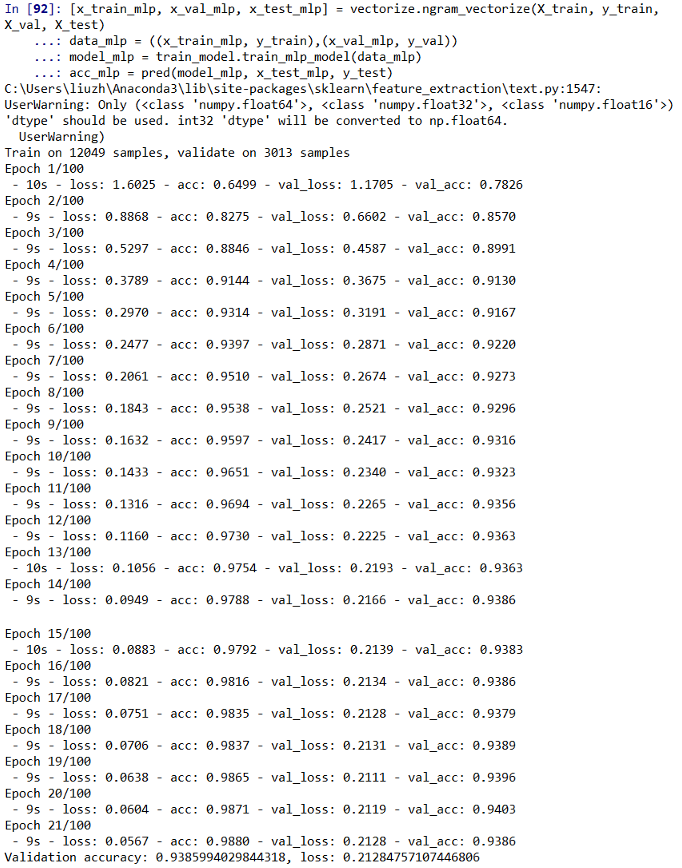 In [92]: [x_train_mlp, x_val_mlp, x_test_mlp] = vectorize.ngram_vectorize(X_train, y_train,
X_val, X_test)
...: data_mlp = ((x_train_mlp, y_train),(x_val_mlp, y_val))
...: model_mlp = train_model.train_mlp_model(data_mlp)
...: acc_mlp = pred(model_mlp, x_test_mlp, y_test)
C:\Users\liuzh\Anaconda3\lib\site-packages\sklearn\feature_extraction\text.py:1547:
UserWarning: Only (<class 'numpy.float64'>, <class 'numpy.float32'>, <class 'numpy.float16'>)
'dtype' should be used. int32 'dtype' will be converted to np.float64.
UserWarning)
Train on 12049 samples, validate on 3013 samples
Epoch 1/100
- 10s - loss: 1.6025 - acc: 0.6499 - val_loss: 1.1705 - val_acc: 0.7826
Epoch 2/100
- 9s - loss: 0.8868 - acc: 0.8275 - val_loss: 0.6602 - val_acc: 0.8570
Epoch 3/100
- 9s - loss: 0.5297 - acc: 0.8846 - val_loss: 0.4587 - val_acc: 0.8991
Epoch 4/100
- 9s - loss: 0.3789 - acc: 0.9144 - val_loss: 0.3675 - val_acc: 0.9130
Epoch 5/100
- 9s - loss: 0.2970 - acc: 0.9314 - val_loss: 0.3191 - val_acc: 0.9167
Epoch 6/100
- 9s - loss: 0.2477 - acc: 0.9397 - val_loss: 0.2871 - val_acc: 0.9220
Epoch 7/100
- 9s - loss: 0.2061 - acc: 0.9510 - val_loss: 0.2674 - val_acc: 0.9273
Epoch 8/100
- 9s - loss: 0.1843 - acc: 0.9538 - val_loss: 0.2521 - val_acc: 0.9296
Epoch 9/100
- 9s - loss: 0.1632 - acc: 0.9597 - val_loss: 0.2417 - val_acc: 0.9316
Epoch 10/100
- 9s - loss: 0.1433 - acc: 0.9651 - val_loss: 0.2340 - val_acc: 0.9323
Epoch 11/100
- 9s - loss: 0.1316 - acc: 0.9694 - val_loss: 0.2265 - val_acc: 0.9356
Epoch 12/100
- 9s - loss: 0.1160 - acc: 0.9730 - val_loss: 0.2225 - val_acc: 0.9363
Epoch 13/100
- 10s - loss: 0.1056 - acc: 0.9754 - val_loss: 0.2193 - val_acc: 0.9363
Epoch 14/100
- 9s - loss: 0.0949 - acc: 0.9788 - val_loss: 0.2166 - val_acc: 0.9386
Epoch 15/100
- 10s - loss: 0.0883 - acc: 0.9792 - val_loss: 0.2139 - val_acc: 0.9383
Epoch 16/100
- 9s - loss: 0.0821 - acc: 0.9816 - val_loss: 0.2134 - val_acc: 0.9386
Epoch 17/100
- 9s - loss: 0.0751 - acc: 0.9835 - val_loss: 0.2128 - val_acc: 0.9379
Epoch 18/100
- 9s - loss: 0.0706 - acc: 0.9837 - val_loss: 0.2131 - val_acc: 0.9389
Epoch 19/100
- 9s - loss: 0.0638 - acc: 0.9865 - val_loss: 0.2111 - val_acc: 0.9396
Epoch 20/100
- 9s - loss: 0.0604 - acc: 0.9871 - val_loss: 0.2119 - val_acc: 0.9403
Epoch 21/100
- 9s - loss: 0.0567 - acc: 0.9880 - val_loss: 0.2128 - val_acc: 0.9386
Validation accuracy: 0.9385994029844318, loss: 0.21284757107446806